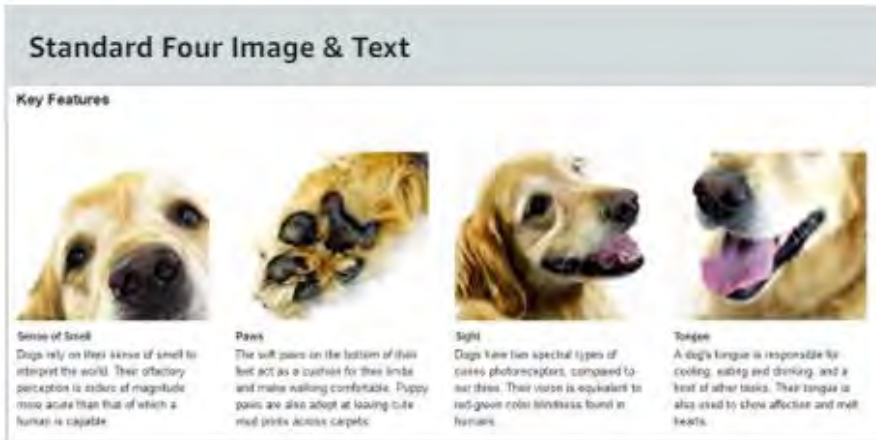 Standard Four Image & Text
Key Features
Sense of Smell
Dogs rely on their sense of smell to
interpret the world. Their olfactory
perception is orders of magnitude
more acute than that of which a
human is capable.
Paws
The soft paws on the bottom of their
feet act as a cushion for their limbs
and make walking comfortable. Puppy
paws are also adept at leaving cute
mud prints across carpets.
Sight
Dogs have two spectral types of
cones photoreceptors, compared to
our three. Their vision is equivalent to
red-green color blindness found in
humans.
Tongue
A dog's tongue is responsible for
cooling, eating and drinking, and a
host of other tasks. Their tongue is
also used to show affection and melt
hearts.